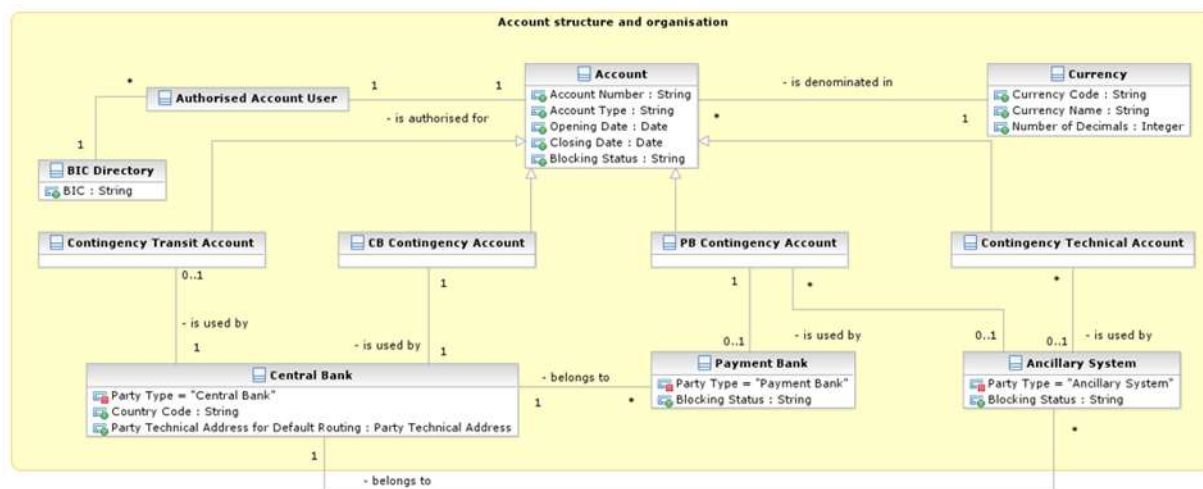 Account structure and organisation
Account
Account Number : String
Account Type : String
Opening Date : Date
Closing Date : Date
Blocking Status : String
Currency
Currency Code : String
Currency Name : String
Number of Decimals : Integer
- is denominated in
*
1
Authorised Account User
1
1
- is authorised for
*
1
BIC Directory
BIC : String
Contingency Transit Account
CB Contingency Account
PB Contingency Account
Contingency Technical Account
0..1
- is used by
1
1
- is used by
1
1
- is used by
0..1
*
0..1
*
- is used by
0..1
Central Bank
Party Type = "Central Bank"
Country Code : String
Party Technical Address for Default Routing : Party Technical Address
- belongs to
1
*
Payment Bank
Party Type = "Payment Bank"
Blocking Status : String
Ancillary System
Party Type = "Ancillary System"
Blocking Status : String
1
*
- belongs to